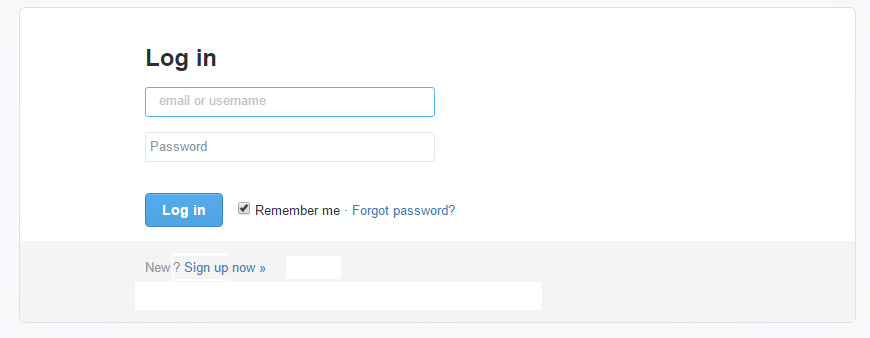 Log in
email or username
Password
Log in Remember me · Forgot password?
New ? Sign up now »